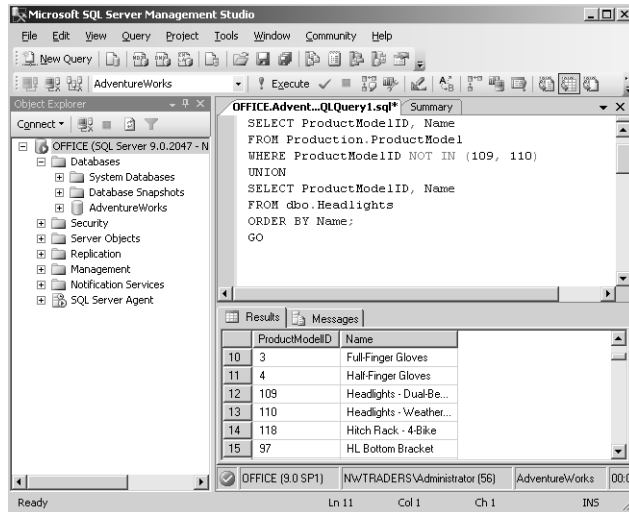 Microsoft SQL Server Management Studio
File Edit View Query Project Tools Window Community Help
New Query
AdventureWorks
Execute
Object Explorer
OFFICE.Advent...QLQuery1.sql* Summary
Connect
OFFICE (SQL Server 9.0.2047 - N
Databases
System Databases
Database Snapshots
AdventureWorks
Security
Server Objects
Replication
Management
Notification Services
SQL Server Agent
SELECT ProductModelID, Name
FROM Production.ProductModel
WHERE ProductModelID NOT IN (109, 110)
UNION
SELECT ProductModelID, Name
FROM dbo.Headlights
ORDER BY Name;
GO
Results Messages
ProductModelID Name
10 3 Full-Finger Gloves
11 4 Half-Finger Gloves
12 109 Headlights - Dual-Be...
13 110 Headlights - Weather...
14 118 Hitch Rack - 4-Bike
15 97 HL Bottom Bracket
OFFICE (9.0 SP1) NWTRADERS\Administrator (56) AdventureWorks 00:0
Ready Ln 11 Col 1 Ch 1 INS